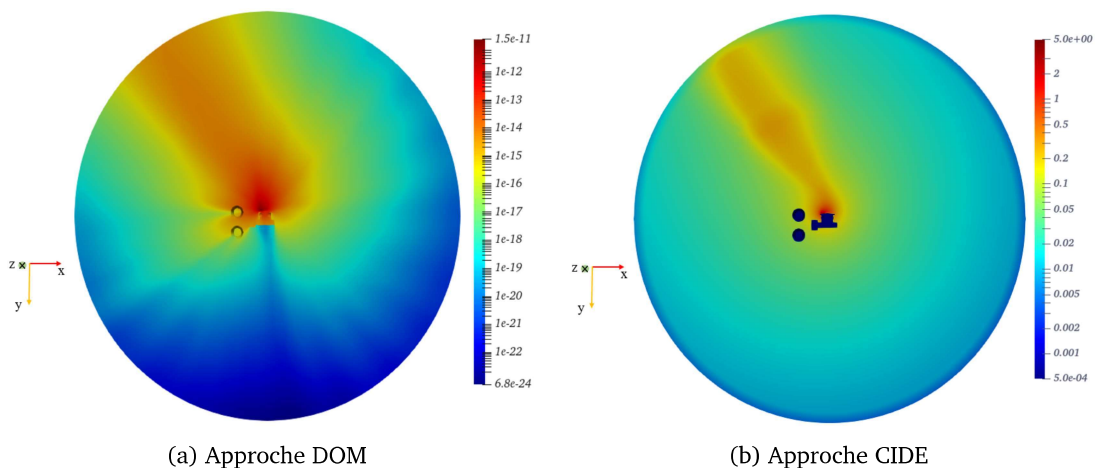 1.5e-11
1e-12
1e-13
1e-14
1e-15
1e-16
1e-17
1e-18
1e-19
1e-20
1e-21
1e-22
6.8e-24
z
x
y
(a) Approche DOM
5.0e+00
2
1
0.5
0.2
0.1
0.05
0.02
0.01
0.005
0.002
0.001
5.0e-04
z
x
y
(b) Approche CIDE